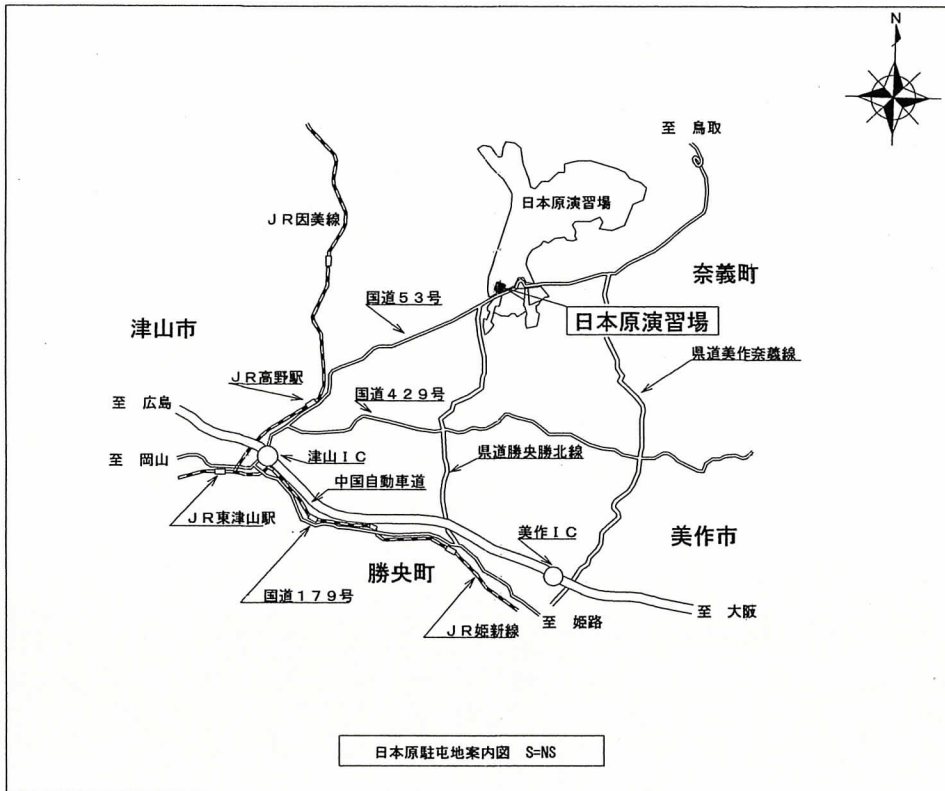 N
至 鳥取
日本原演習場
JR因美線
奈義町
国道53号
日本原演習場
津山市
県道美作奈義線
JR高野駅
国道429号
至 広島
至 岡山
津山IC
県道勝央勝北線
中国自動車道
JR東津山駅
美作IC
美作市
勝央町
国道179号
至 姫路
至 大阪
JR姫新線
日本原駐屯地案内図 S=NS